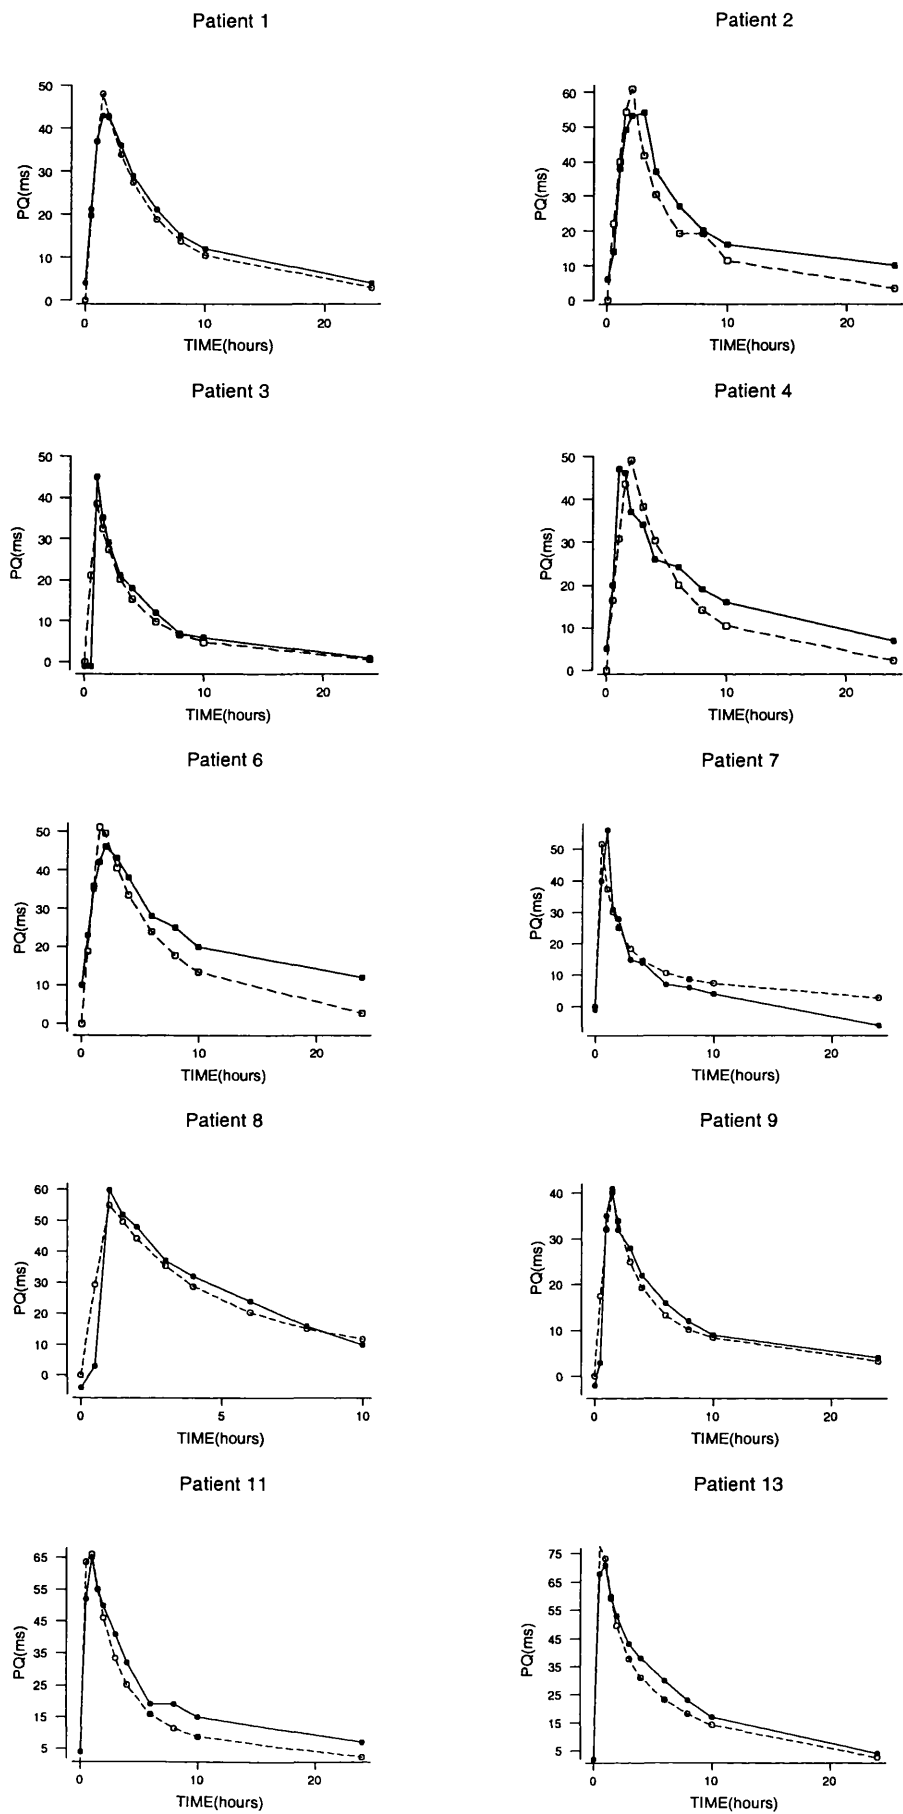 Patient 1
Patient 2
50
40
30
20
10
0
PQ(ms)
0 10 20
TIME(hours)
60
50
40
30
20
10
0
PQ(ms)
0 10 20
TIME(hours)
Patient 3
Patient 4
50
40
30
20
10
0
PQ(ms)
0 10 20
TIME(hours)
50
40
30
20
10
0
PQ(ms)
0 10 20
TIME(hours)
Patient 6
Patient 7
50
40
30
20
10
0
PQ(ms)
0 10 20
TIME(hours)
50
40
30
20
10
0
PQ(ms)
0 10 20
TIME(hours)
Patient 8
Patient 9
60
50
40
30
20
10
0
PQ(ms)
0 5 10
TIME(hours)
40
30
20
10
0
PQ(ms)
0 10 20
TIME(hours)
Patient 11
Patient 13
65
55
45
35
25
15
5
PQ(ms)
0 10 20
TIME(hours)
75
65
55
45
35
25
15
5
PQ(ms)
0 10 20
TIME(hours)